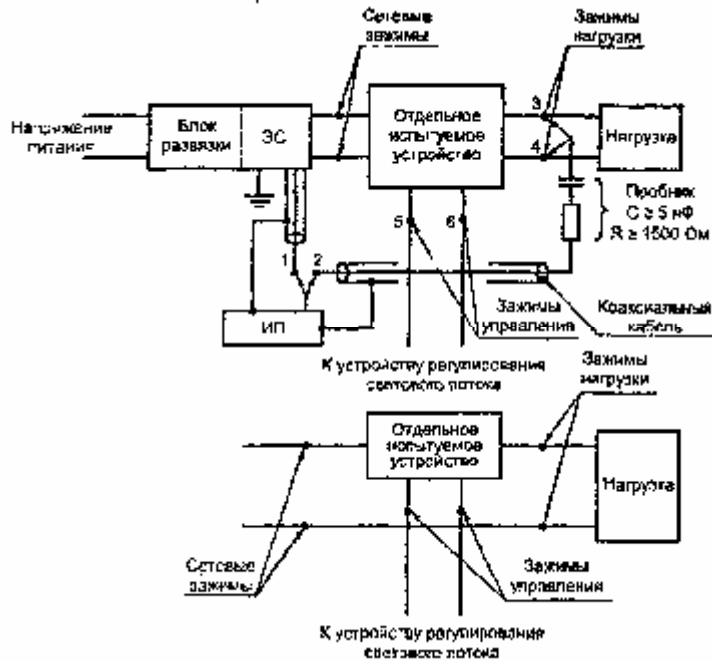 Сетевые
зажимы
Зажимы
нагрузки
Напряжение
питания
Блок
развязки
ЭС
Отдельное
испытуемое
устройство
3
4
Нагрузка
Пробник
C ≥ 5 нФ
R ≥ 1500 Ом
5
6
1
2
ИП
Зажимы
управления
Коаксиальный
кабель
К устройству регулирования
светового потока
Зажимы
нагрузки
Отдельное
испытуемое
устройство
Нагрузка
Сетевые
зажимы
Зажимы
управления
К устройству регулирования
светового потока